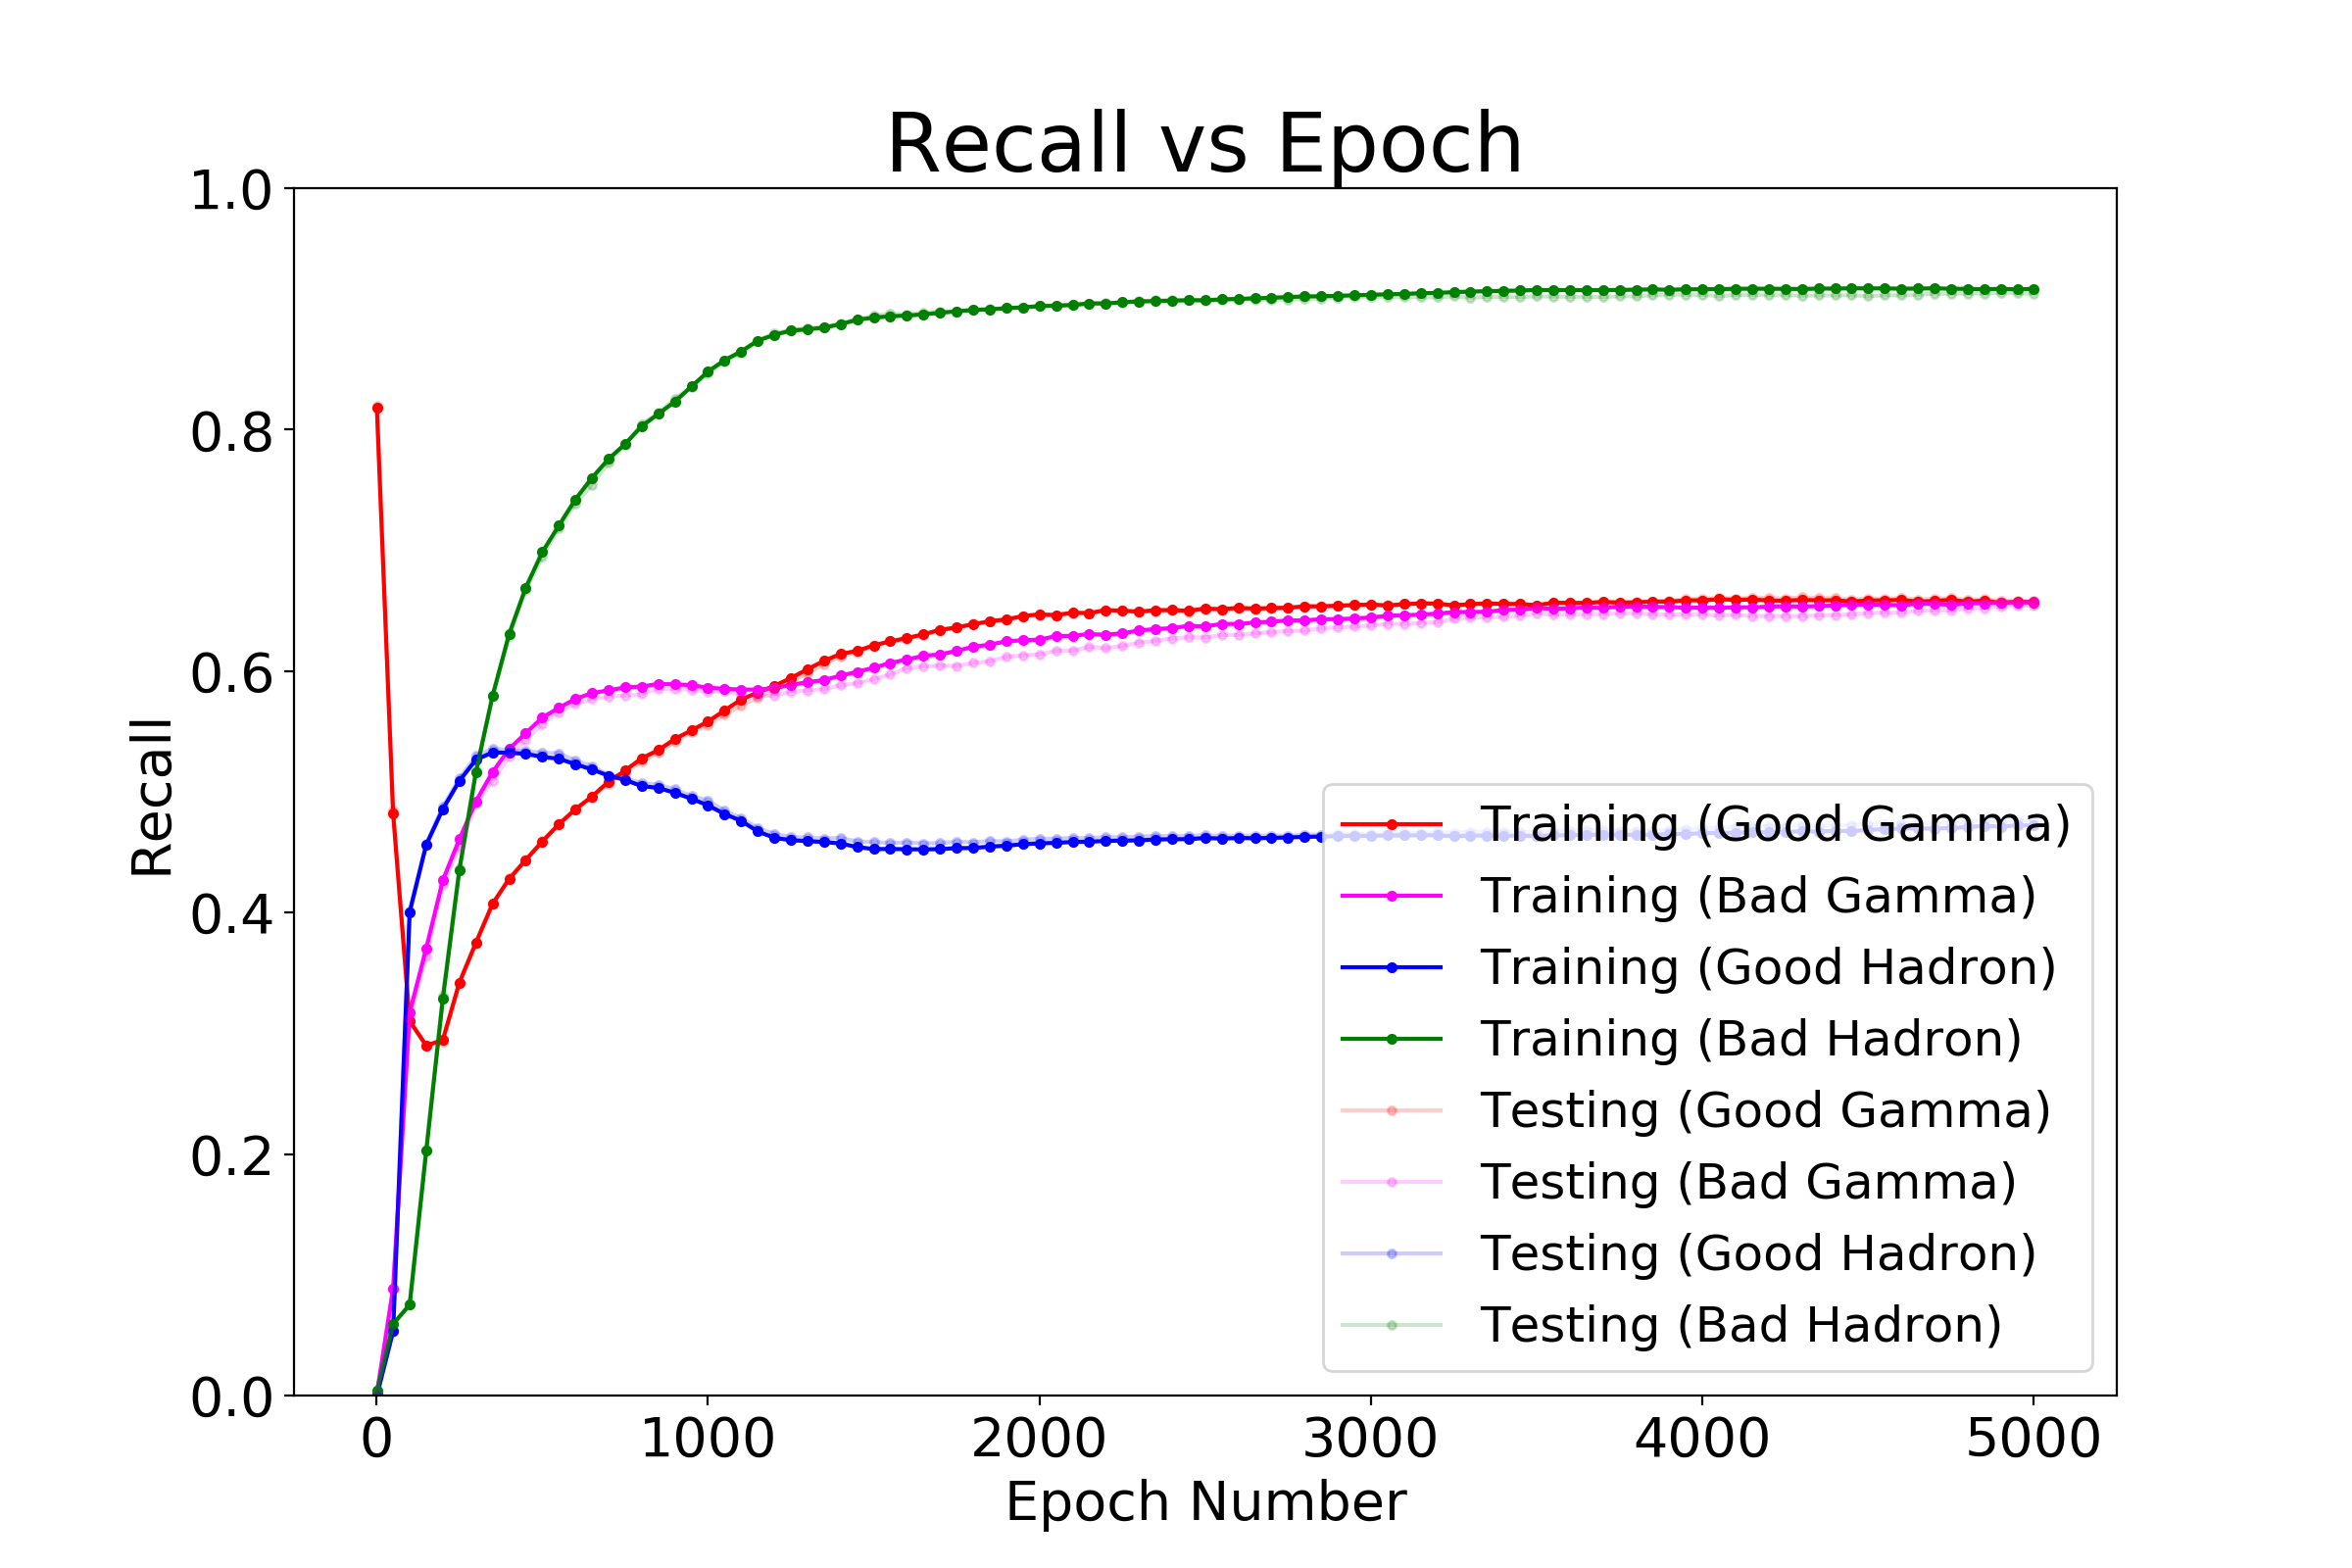 Recall vs Epoch
1.0
0.8
0.6
0.4
0.2
0.0
Recall
0 1000 2000 3000 4000 5000
Epoch Number
Training (Good Gamma)
Training (Bad Gamma)
Training (Good Hadron)
Training (Bad Hadron)
Testing (Good Gamma)
Testing (Bad Gamma)
Testing (Good Hadron)
Testing (Bad Hadron)